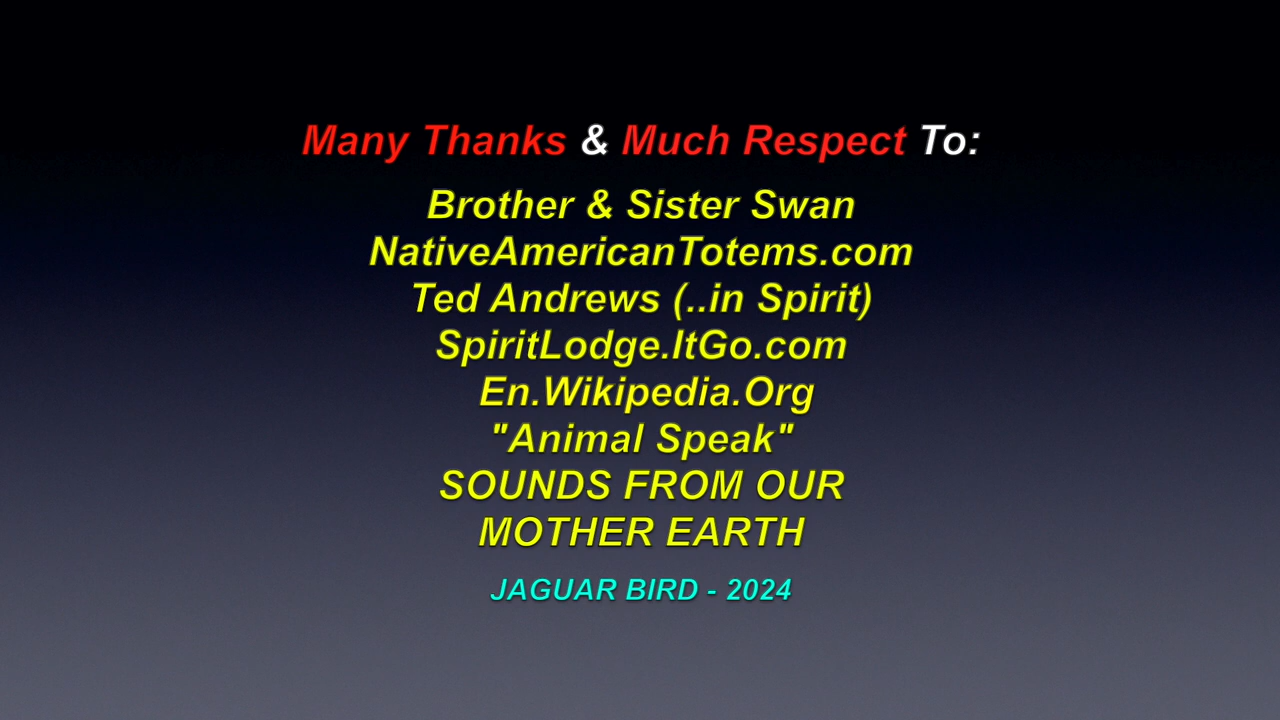 Many Thanks & Much Respect To:
Brother & Sister Swan
NativeAmericanTotems.com
Ted Andrews (..in Spirit)
SpiritLodge.ItGo.com
En.Wikipedia.Org
"Animal Speak"
SOUNDS FROM OUR
MOTHER EARTH
JAGUAR BIRD - 2024